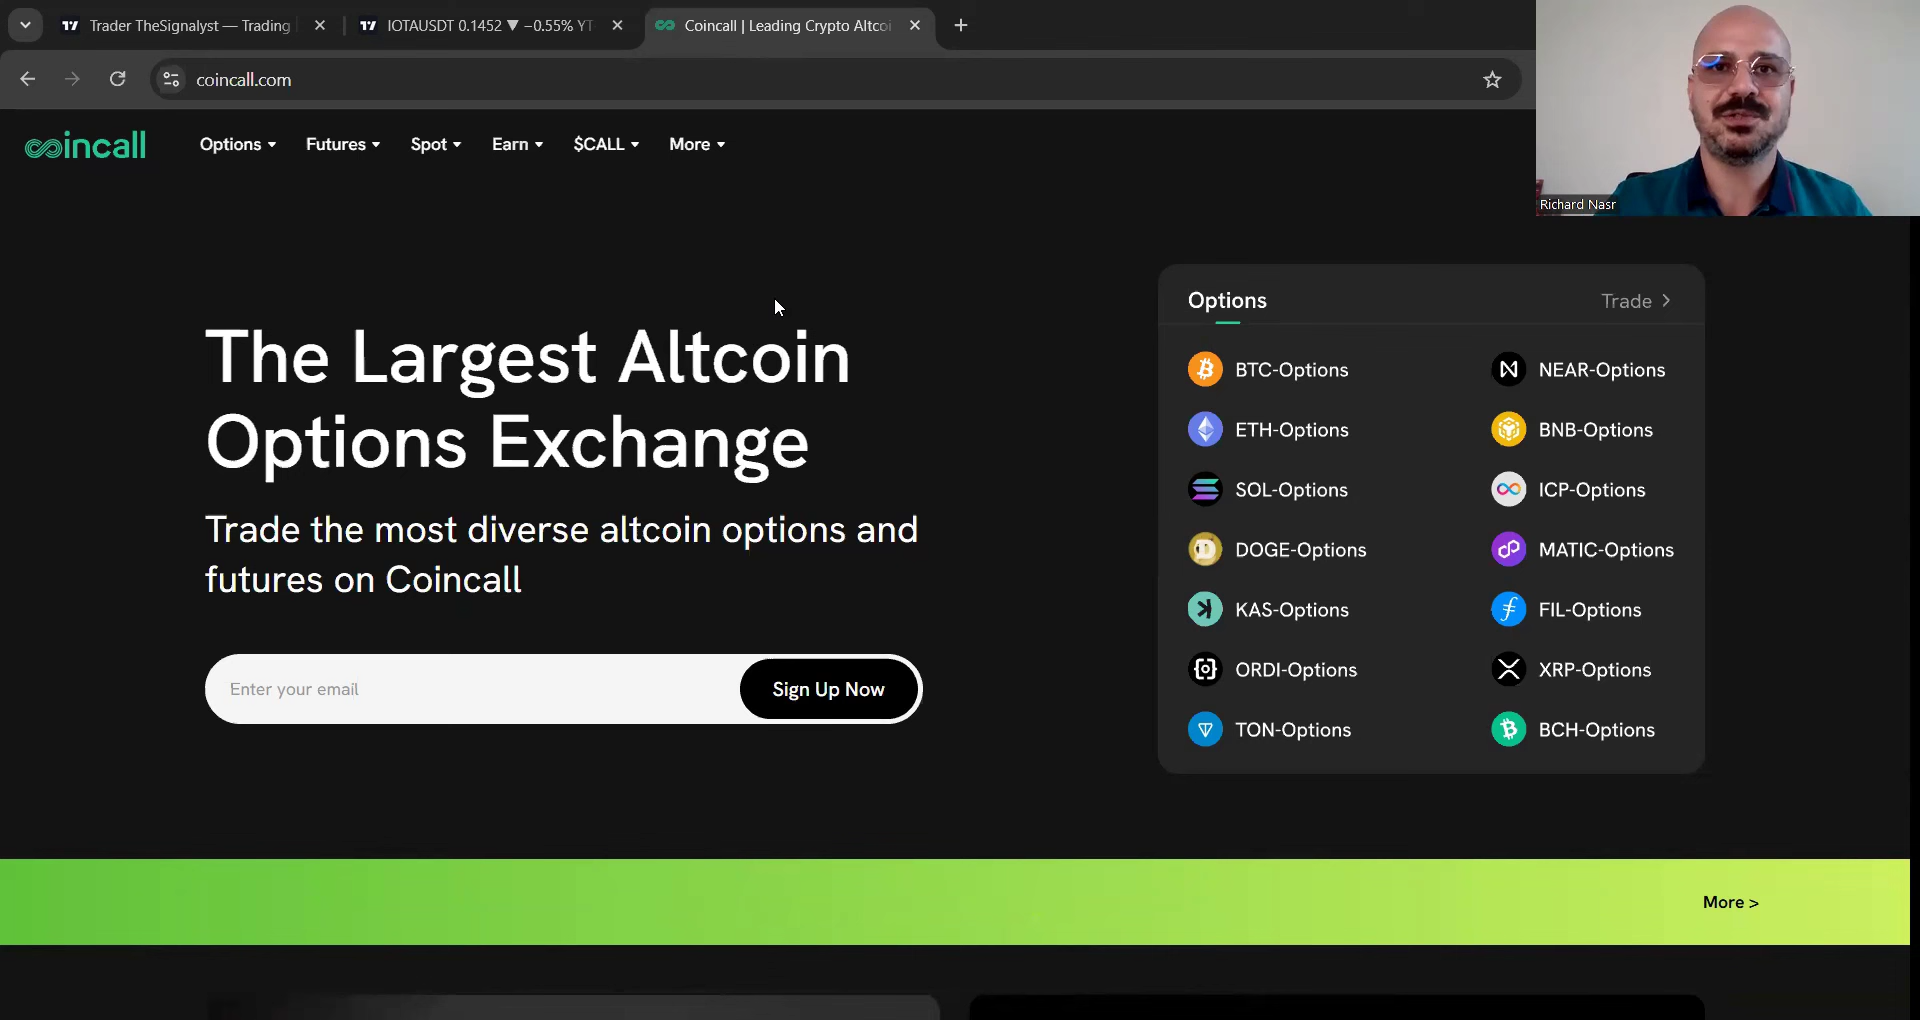 Trader TheSignalyst — Trading
IOTAUSDT 0.1452 ▼ −0.55% YT
Coincall | Leading Crypto Altcoi
coincall.com
coincall
Options
Futures
Spot
Earn
$CALL
More
Richard Nasr
The Largest Altcoin
Options Exchange
Trade the most diverse altcoin options and
futures on Coincall
Enter your email
Sign Up Now
Options
Trade >
BTC-Options
NEAR-Options
ETH-Options
BNB-Options
SOL-Options
ICP-Options
DOGE-Options
MATIC-Options
KAS-Options
FIL-Options
ORDI-Options
XRP-Options
TON-Options
BCH-Options
More >